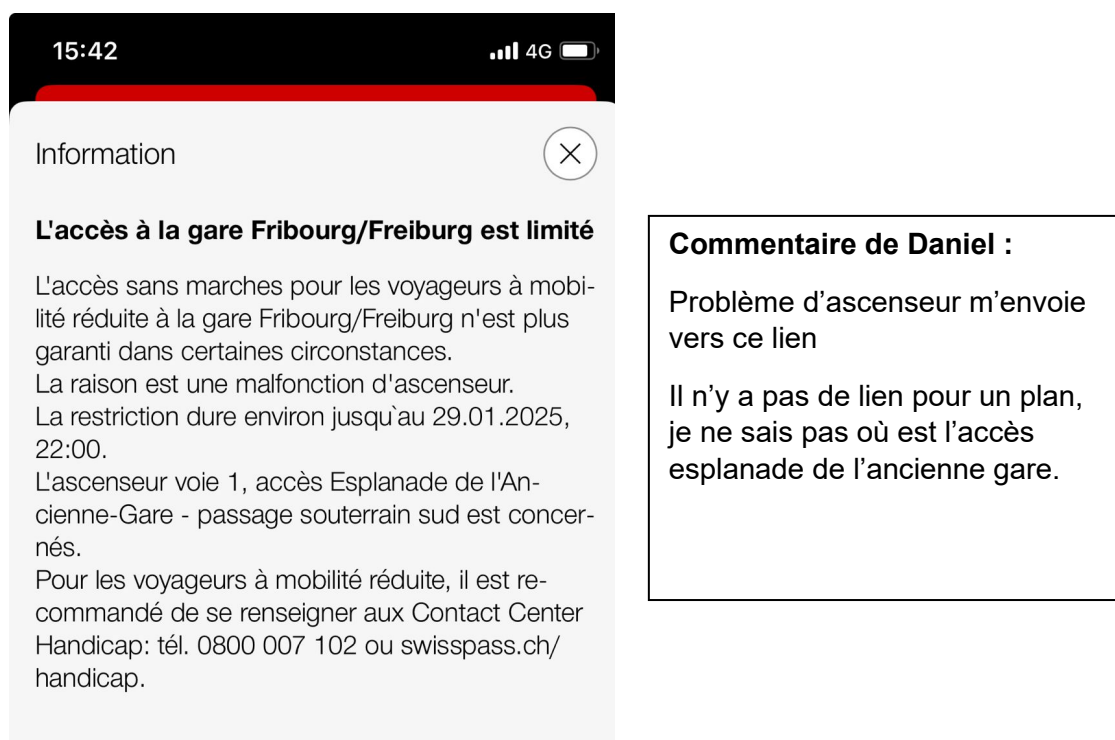 15:42
4G
Information
L'accès à la gare Fribourg/Freiburg est limité
L'accès sans marches pour les voyageurs à mobi-
lité réduite à la gare Fribourg/Freiburg n'est plus
garanti dans certaines circonstances.
La raison est une malfonction d'ascenseur.
La restriction dure environ jusqu`au 29.01.2025,
22:00.
L'ascenseur voie 1, accès Esplanade de l'An-
cienne-Gare - passage souterrain sud est concer-
nés.
Pour les voyageurs à mobilité réduite, il est re-
commandé de se renseigner aux Contact Center
Handicap: tél. 0800 007 102 ou swisspass.ch/
handicap.
Commentaire de Daniel :
Problème d’ascenseur m’envoie
vers ce lien
Il n’y a pas de lien pour un plan,
je ne sais pas où est l’accès
esplanade de l’ancienne gare.